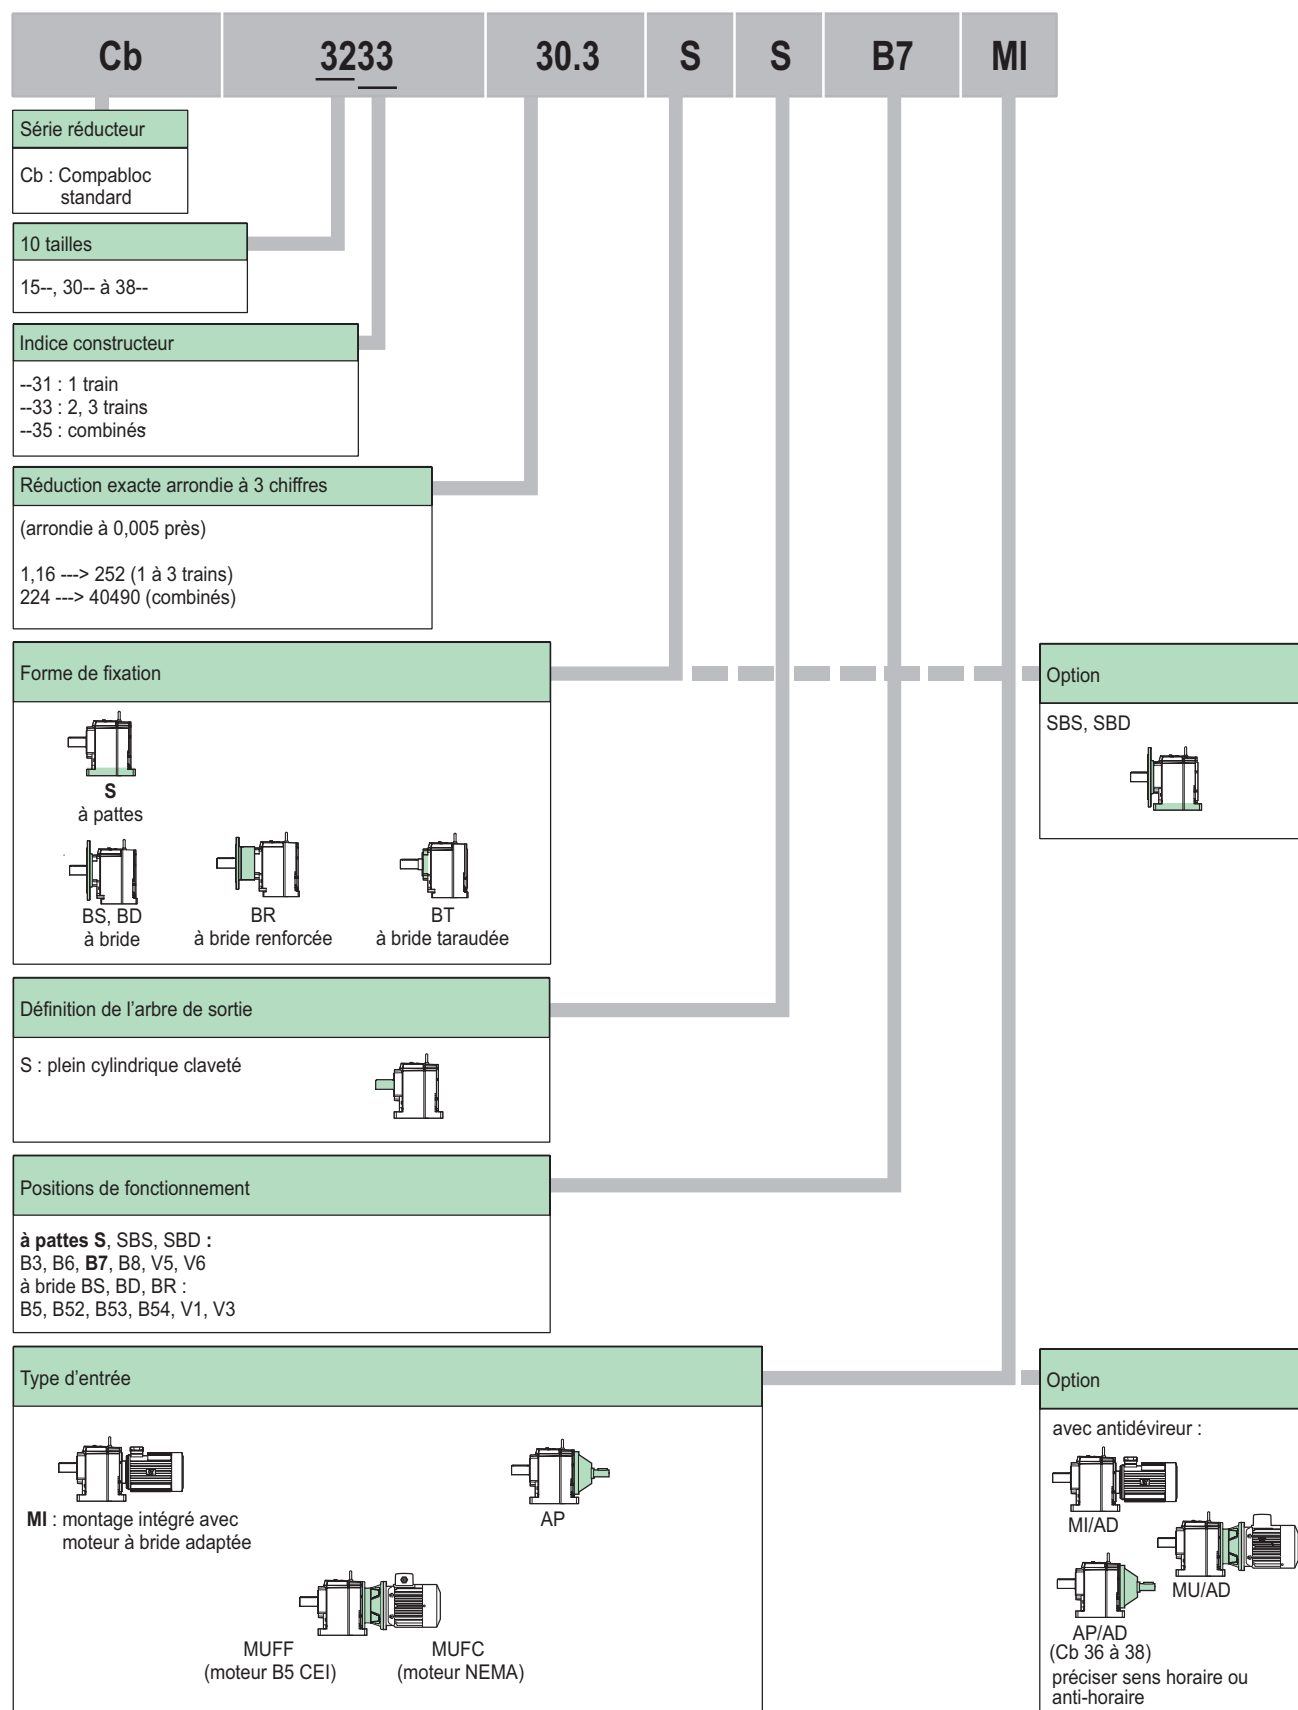 Cb 3233 30.3 S S B7 MI
Série réducteur
Cb : Compabloc
standard
10 tailles
15--, 30-- à 38--
Indice constructeur
--31 : 1 train
--33 : 2, 3 trains
--35 : combinés
Réduction exacte arrondie à 3 chiffres
(arrondie à 0,005 près)
1,16 ---> 252 (1 à 3 trains)
224 ---> 40490 (combinés)
Forme de fixation
S
à pattes
BS, BD
à bride
BR
à bride renforcée
BT
à bride taraudée
Option
SBS, SBD
Définition de l’arbre de sortie
S : plein cylindrique claveté
Positions de fonctionnement
à pattes S, SBS, SBD :
B3, B6, B7, B8, V5, V6
à bride BS, BD, BR :
B5, B52, B53, B54, V1, V3
Type d’entrée
MI : montage intégré avec
moteur à bride adaptée
AP
MUFF
(moteur B5 CEI)
MUFC
(moteur NEMA)
Option
avec antidévireur :
MI/AD
MU/AD
AP/AD
(Cb 36 à 38)
préciser sens horaire ou
anti-horaire